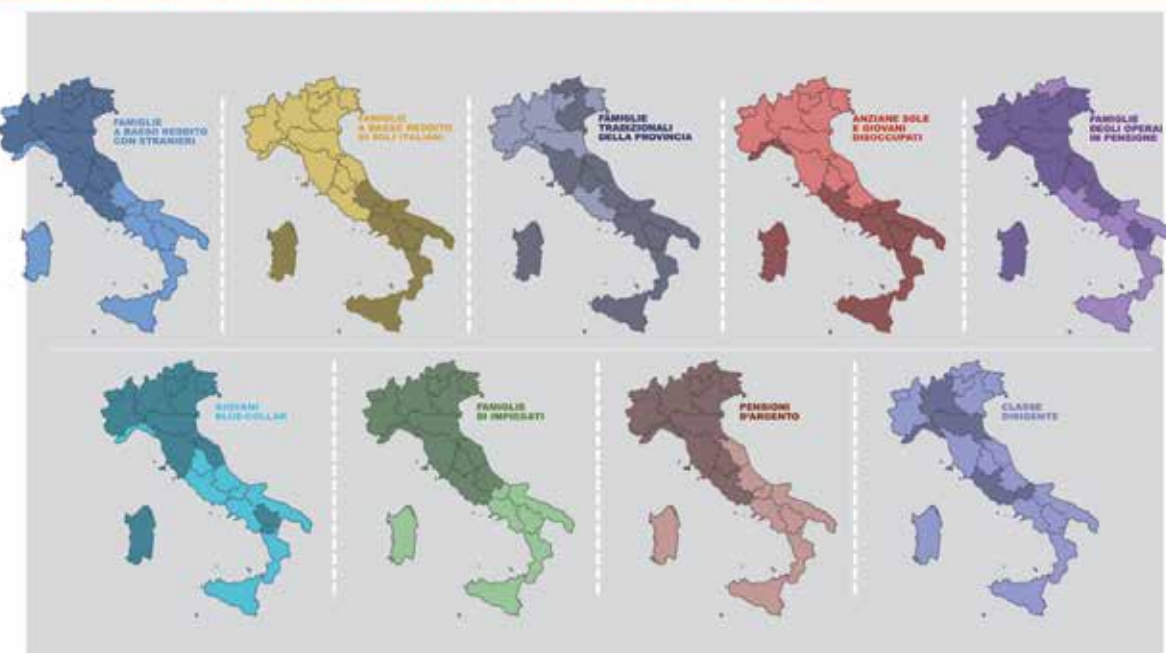 FAMIGLIE
A BASSO REDDITO
CON STRANIERI
FAMIGLIE
A BASSO REDDITO
DI SOLI ITALIANI
FAMIGLIE
TRADIZIONALI
DELLA PROVINCIA
ANZIANE SOLE
E GIOVANI
DISOCCUPATI
FAMIGLIE
DEGLI OPERAI
IN PENSIONE
GIOVANI
BLUE-COLLAR
FAMIGLIE
DI IMPIEGATI
PENSIONI
D'ARGENTO
CLASSE
DIRIGENTE